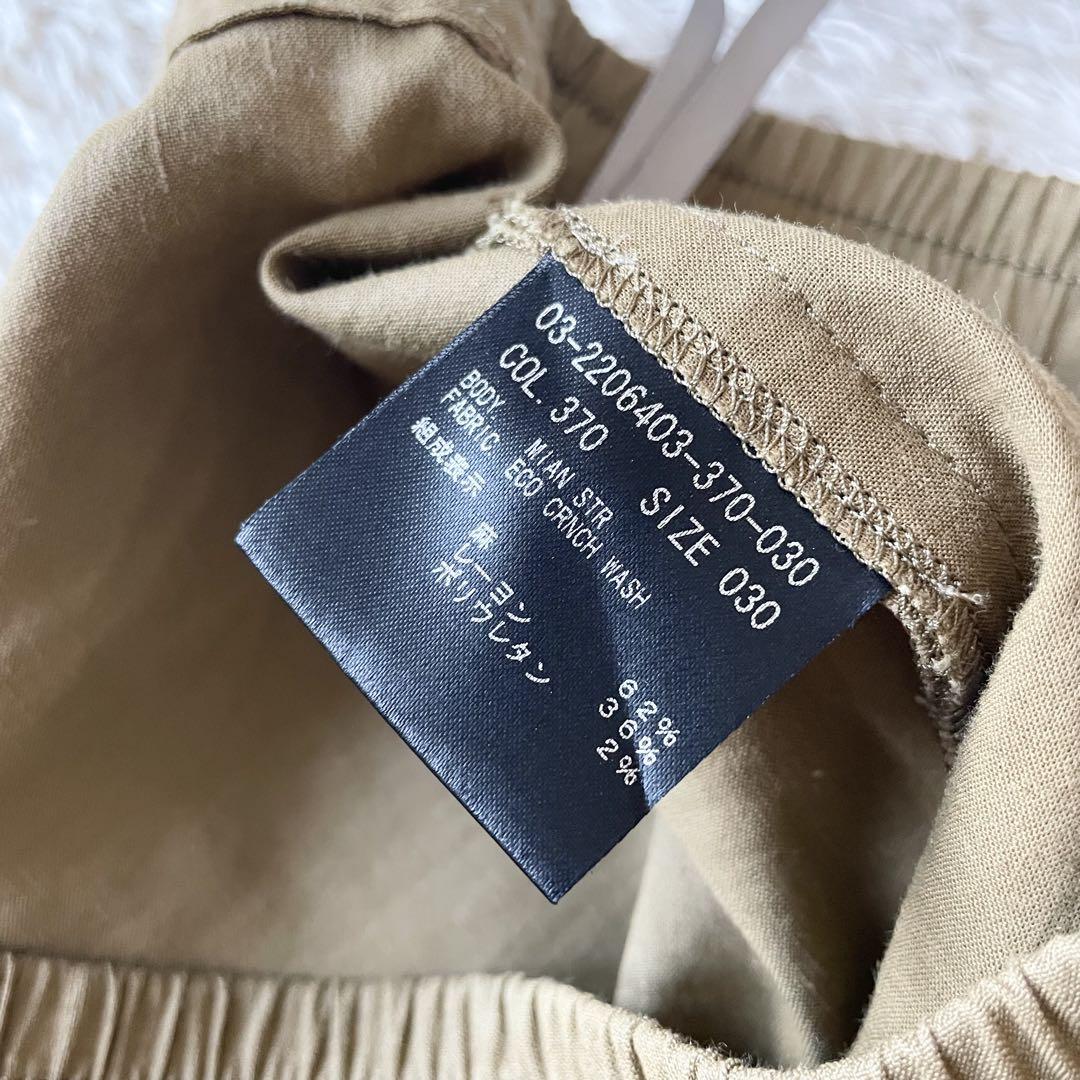 03-2206403-370-030
COL. 370 SIZE 030
BODY MIAN STR
FABRIC ECO CRNCH WASH
組成表示
62%
レーヨン 36%
ポリウレタン 2%